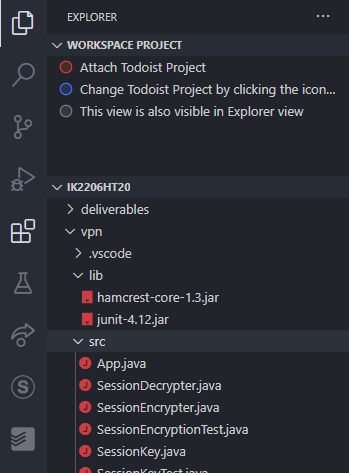 EXPLORER
WORKSPACE PROJECT
Attach Todoist Project
Change Todoist Project by clicking the icon...
This view is also visible in Explorer view
IK2206HT20
deliverables
vpn
.vscode
lib
hamcrest-core-1.3.jar
junit-4.12.jar
src
App.java
SessionDecrypter.java
SessionEncrypter.java
SessionEncryptionTest.java
SessionKey.java
SessionKeyTest.java